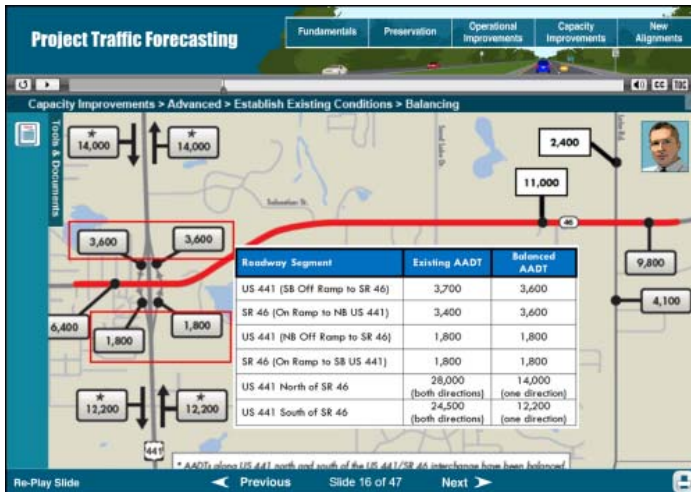 Project Traffic Forecasting
Fundamentals
Preservation
Operational
Improvements
Capacity
Improvements
New
Alignments
CC
TOC
Capacity Improvements > Advanced > Establish Existing Conditions > Balancing
Tools & Documents
*
14,000
*
14,000
2,400
11,000
46
3,600
3,600
9,800
4,100
6,400
1,800
1,800
*
12,200
*
12,200
441
Roadway Segment Existing AADT Balanced AADT
US 441 (SB Off Ramp to SR 46) 3,700 3,600
SR 46 (On Ramp to NB US 441) 3,400 3,600
US 441 (NB Off Ramp to SR 46) 1,800 1,800
SR 46 (On Ramp to SB US 441) 1,800 1,800
US 441 North of SR 46 28,000 (both directions) 14,000 (one direction)
US 441 South of SR 46 24,500 (both directions) 12,200 (one direction)
* AADTs along US 441 north and south of the US 441/SR 46 interchange have been balanced
Re-Play Slide
Previous
Slide 16 of 47
Next